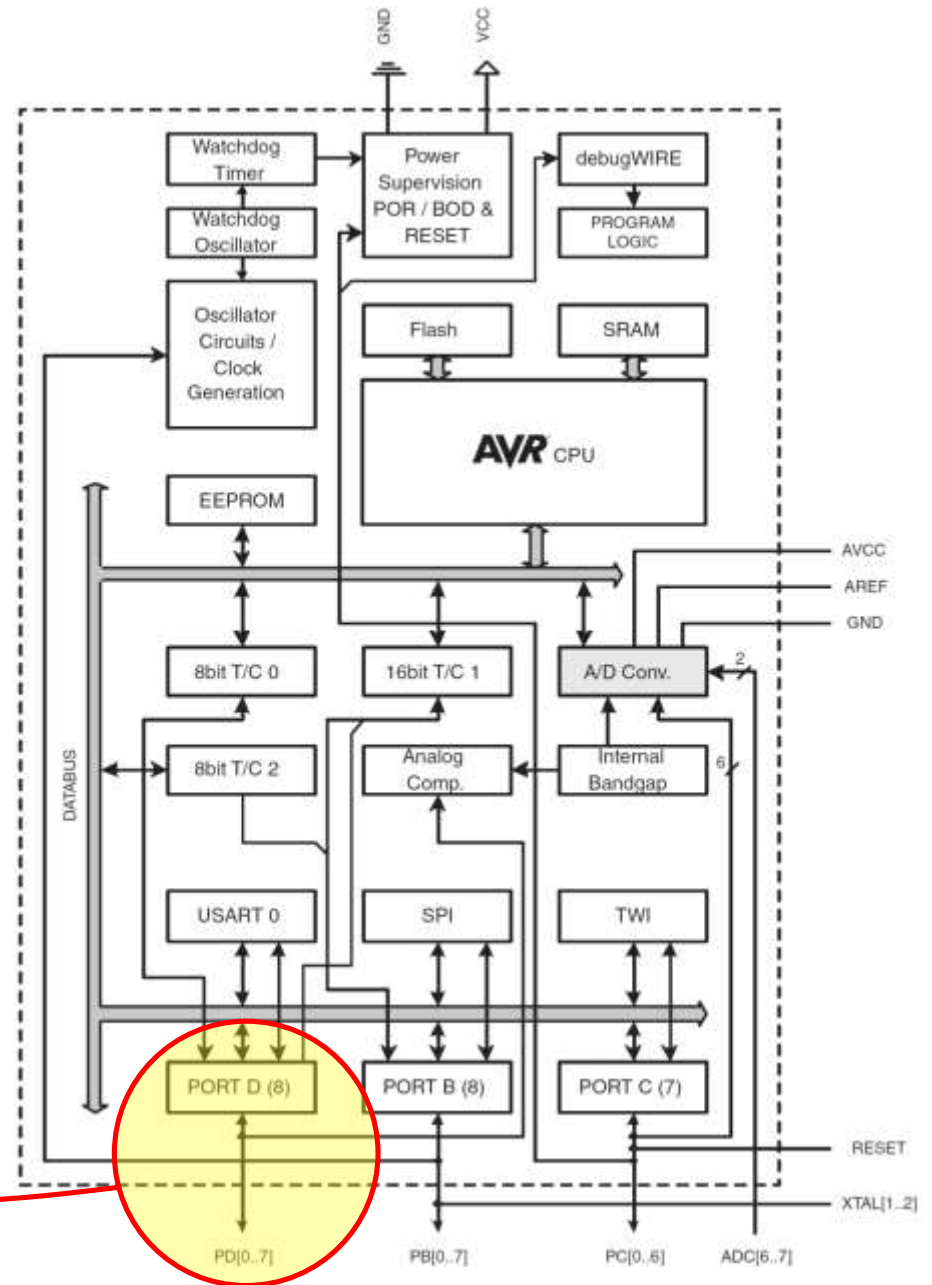 GND
VCC
Watchdog
Timer
Power
Supervision
POR / BOD &
RESET
debugWIRE
Watchdog
Oscillator
PROGRAM
LOGIC
Oscillator
Circuits /
Clock
Generation
Flash
SRAM
AVR CPU
EEPROM
AVCC
AREF
GND
8bit T/C 0
16bit T/C 1
A/D Conv.
2
DATABUS
8bit T/C 2
Analog
Comp.
Internal
Bandgap
6
USART 0
SPI
TWI
PORT D (8)
PORT B (8)
PORT C (7)
RESET
XTAL[1..2]
PD[0..7]
PB[0..7]
PC[0..6]
ADC[6..7]